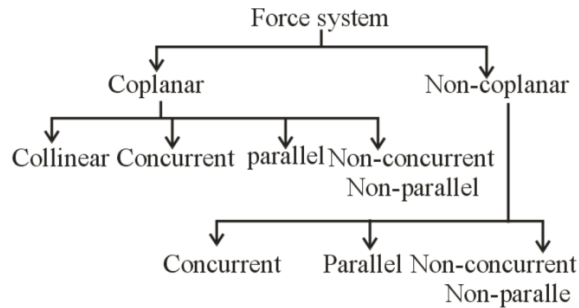 Force system
Coplanar
Non-coplanar
Collinear Concurrent parallel Non-concurrent
Non-parallel
Concurrent Parallel Non-concurrent
Non-paralle